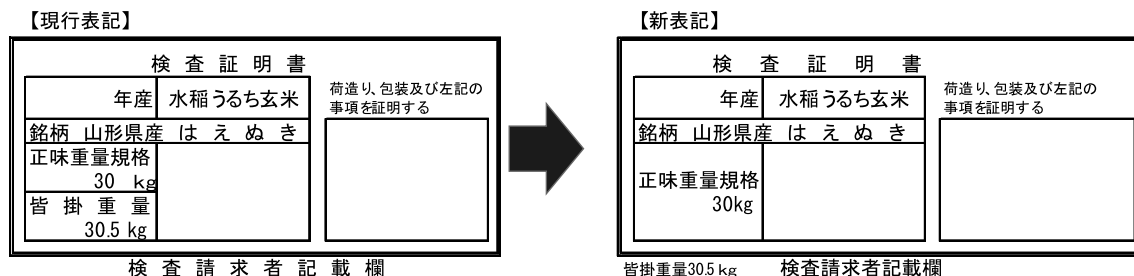 【現行表記】
検査証明書
年産 水稲うるち玄米
銘柄 山形県産 はえぬき
正味重量規格
30 kg
皆掛重量
30.5 kg
荷造り、包装及び左記の
事項を証明する
検査請求者記載欄
【新表記】
検査証明書
年産 水稲うるち玄米
銘柄 山形県産 はえぬき
正味重量規格
30kg
荷造り、包装及び左記の
事項を証明する
皆掛重量30.5kg 検査請求者記載欄